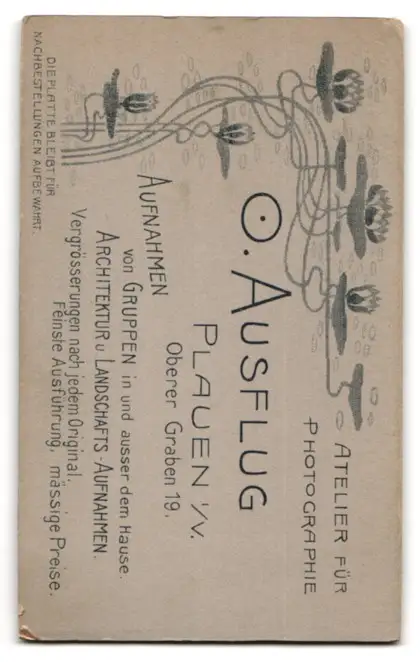 ATELIER FÜR
PHOTOGRAPHIE
O. AUSFLUG
PLAUEN i/V.
Oberer Graben 19.
AUFNAHMEN
von GRUPPEN in und ausser dem Hause.
ARCHITEKTUR u LANDSCHAFTS-AUFNAHMEN.
Vergrösserungen nach jedem Original,
Feinste Ausführung, mässige Preise.
DIE PLATTE BLEIBT FÜR
NACHBESTELLUNGEN AUFBEWAHRT.